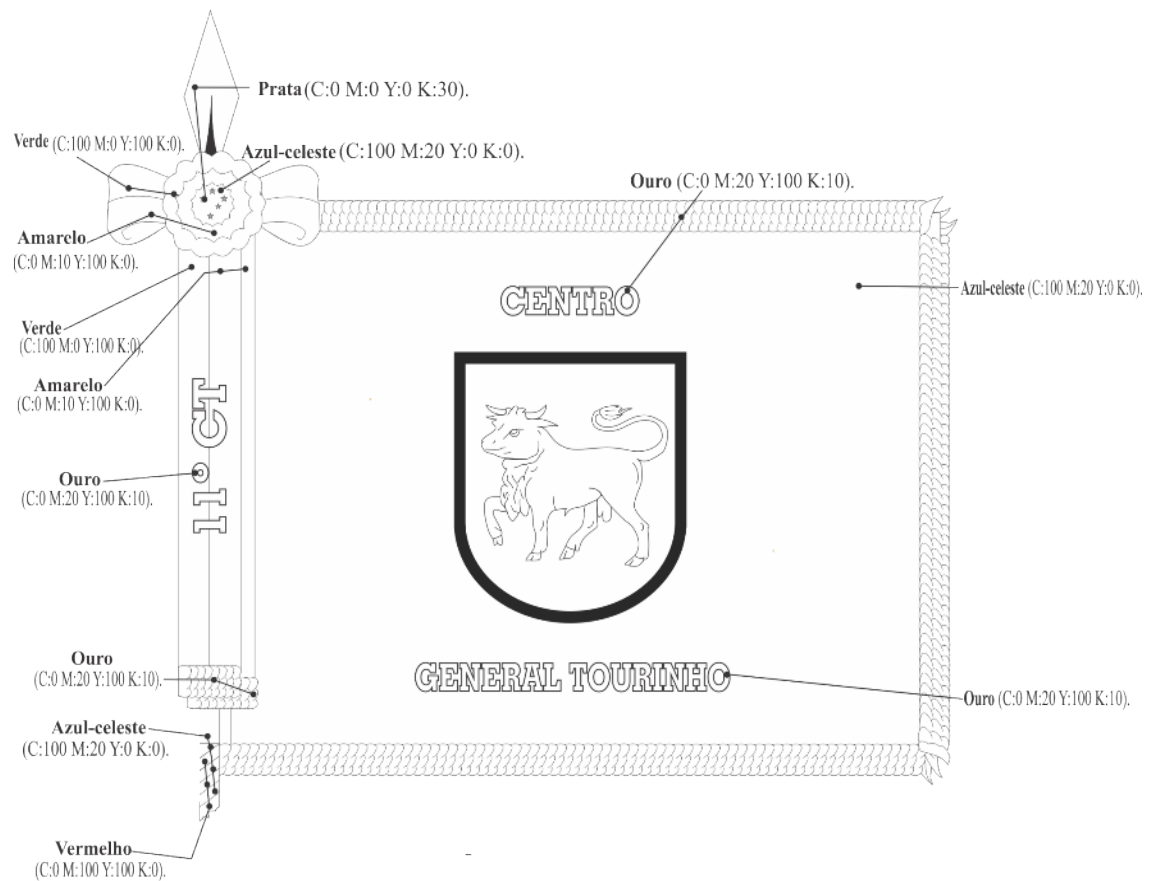 Prata (C:0 M:0 Y:0 K:30).
Verde (C:100 M:0 Y:100 K:0).
Azul-celeste (C:100 M:20 Y:0 K:0).
Ouro (C:0 M:20 Y:100 K:10).
Amarelo
(C:0 M:10 Y:100 K:0).
Azul-celeste (C:100 M:20 Y:0 K:0).
CENTRO
Verde
(C:100 M:0 Y:100 K:0).
Amarelo
(C:0 M:10 Y:100 K:0).
11º CT
Ouro
(C:0 M:20 Y:100 K:10).
Ouro
(C:0 M:20 Y:100 K:10).
GENERAL TOURINHO
Ouro (C:0 M:20 Y:100 K:10).
Azul-celeste
(C:100 M:20 Y:0 K:0).
Vermelho
(C:0 M:100 Y:100 K:0).